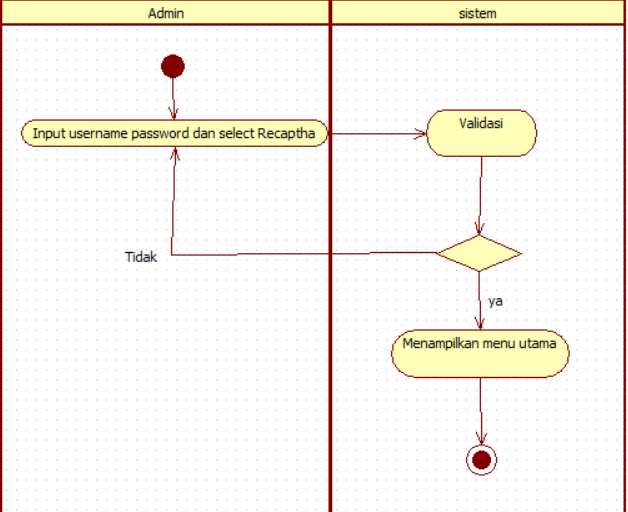 Admin
sistem
Input username password dan select Recaptha
Validasi
Tidak
ya
Menampilkan menu utama